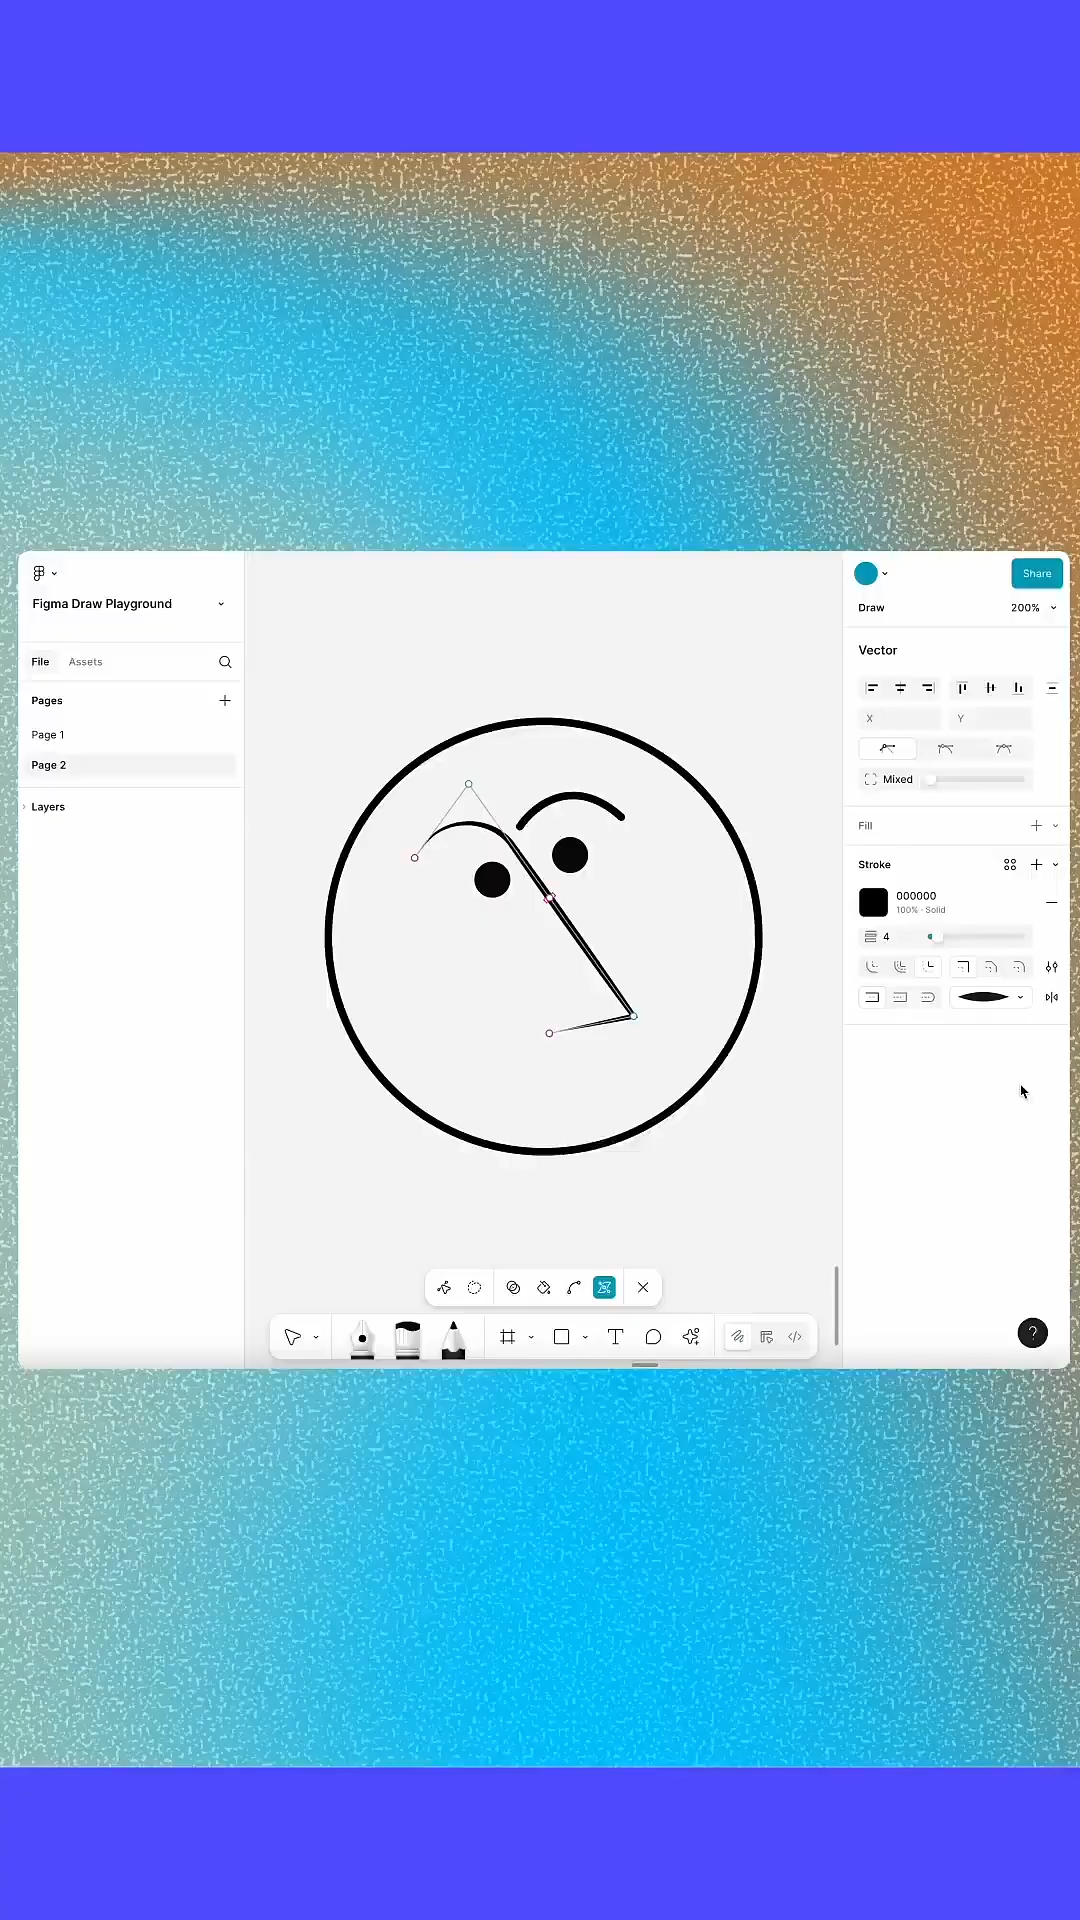 Figma Draw Playground
File Assets
Pages
Page 1
Page 2
Layers
Share
Draw 200%
Vector
X Y
Mixed
Fill
Stroke
000000
100% · Solid
4
T
?